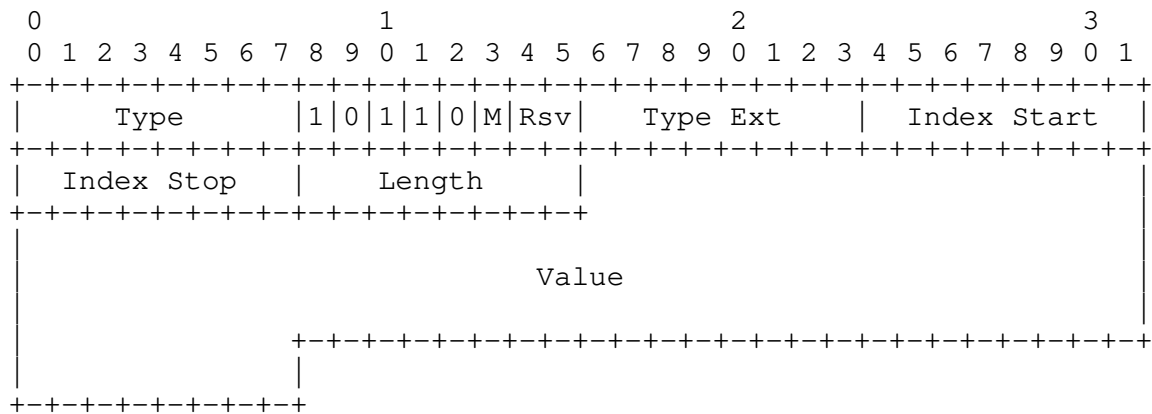 0                   1                   2                   3
0 1 2 3 4 5 6 7 8 9 0 1 2 3 4 5 6 7 8 9 0 1 2 3 4 5 6 7 8 9 0 1
+-+-+-+-+-+-+-+-+-+-+-+-+-+-+-+-+-+-+-+-+-+-+-+-+-+-+-+-+-+-+-+-+
|     Type      |1|0|1|1|0|M|Rsv|   Type Ext    |  Index Start  |
+-+-+-+-+-+-+-+-+-+-+-+-+-+-+-+-+-+-+-+-+-+-+-+-+-+-+-+-+-+-+-+-+
|  Index Stop   |    Length     |                               |
+-+-+-+-+-+-+-+-+-+-+-+-+-+-+-+-+                               |
|                                                               |
|                             Value                             |
|                                                               |
|               +-+-+-+-+-+-+-+-+-+-+-+-+-+-+-+-+-+-+-+-+-+-+-+-+
|               |
+-+-+-+-+-+-+-+-+